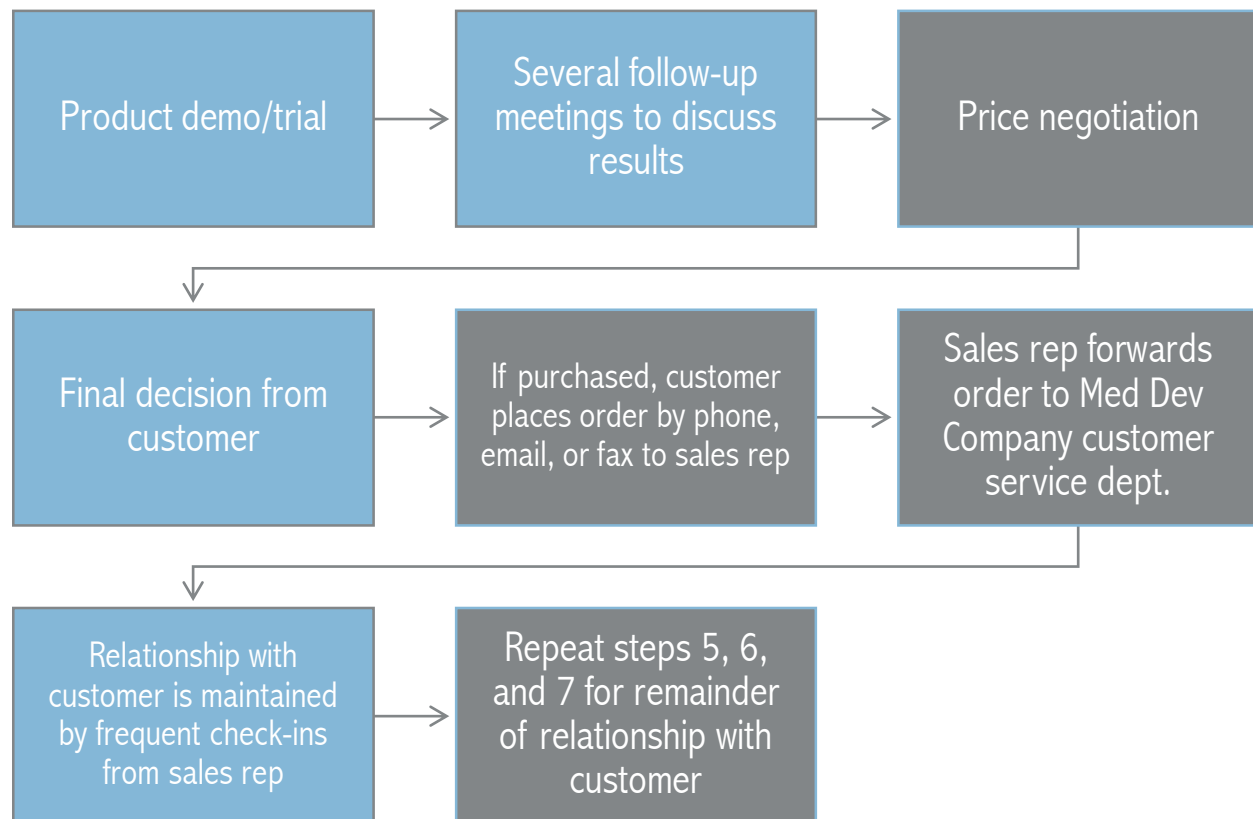 Product demo/trial
Several follow-up
meetings to discuss
results
Price negotiation
Final decision from
customer
If purchased, customer
places order by phone,
email, or fax to sales rep
Sales rep forwards
order to Med Dev
Company customer
service dept.
Relationship with
customer is maintained
by frequent check-ins
from sales rep
Repeat steps 5, 6,
and 7 for remainder
of relationship with
customer